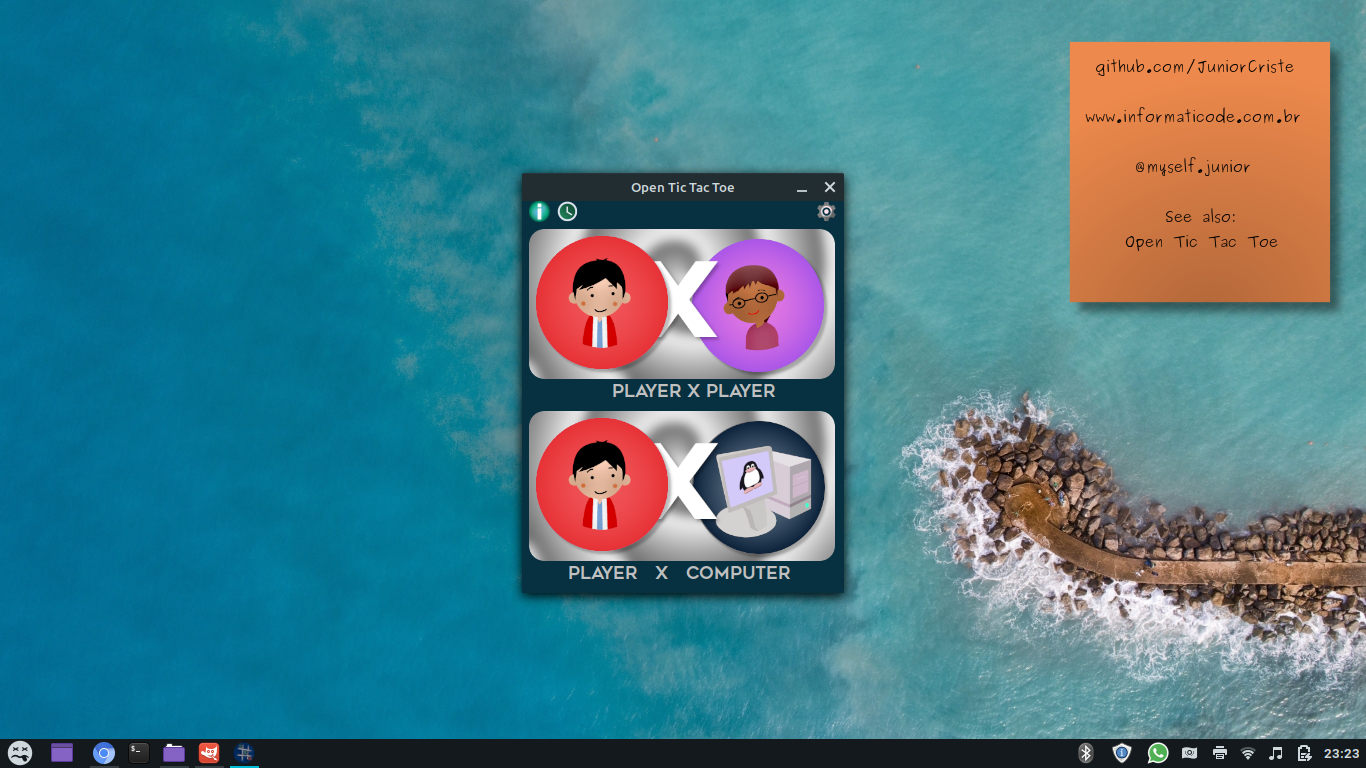 github.com/JuniorCriste
www.informaticode.com.br
@myself.junior
See also:
Open Tic Tac Toe
Open Tic Tac Toe
i
X
PLAYER X PLAYER
X
PLAYER X COMPUTER
$_
23:23